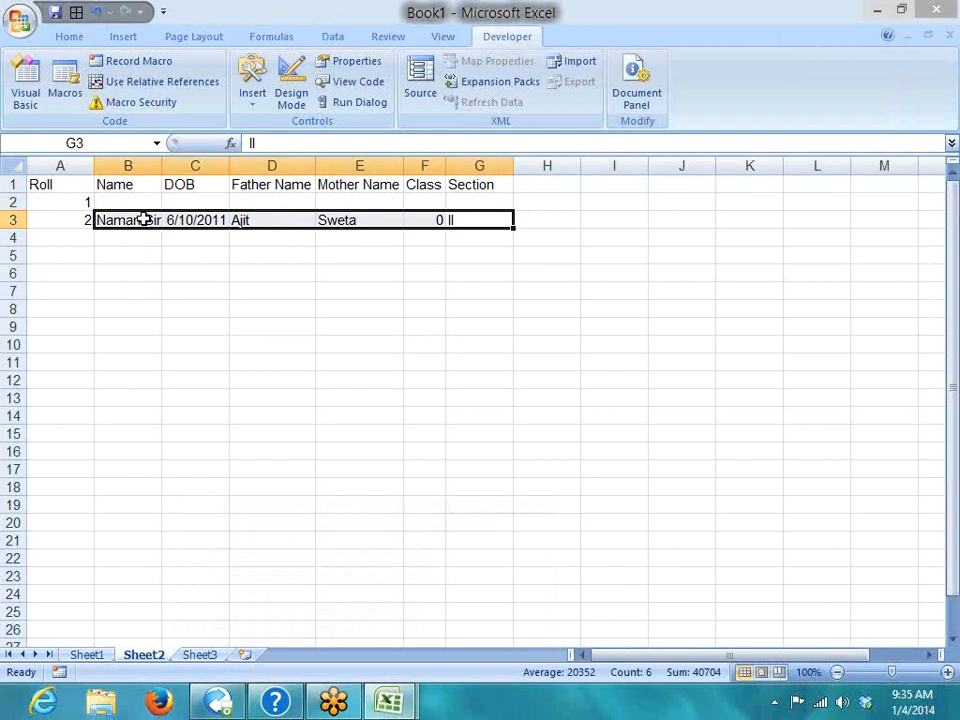 Book1 - Microsoft Excel
Home Insert Page Layout Formulas Data Review View Developer
Visual Basic
Macros
Record Macro
Use Relative References
Macro Security
Code
Insert
Design Mode
Properties
View Code
Run Dialog
Controls
Source
Map Properties
Expansion Packs
Refresh Data
Import
Export
XML
Document Panel
Modify
G3 fx ll
A B C D E F G H I J K L M
1 Roll Name DOB Father Name Mother Name Class Section
2 1
3 2 6/10/2011 Ajit Sweta 0 ll
4
5
6
7
8
9
10
11
12
13
14
15
16
17
18
19
20
21
22
23
24
25
26
27
Sheet1 Sheet2 Sheet3
Ready Average: 20352 Count: 6 Sum: 40704 100%
9:35 AM
1/4/2014